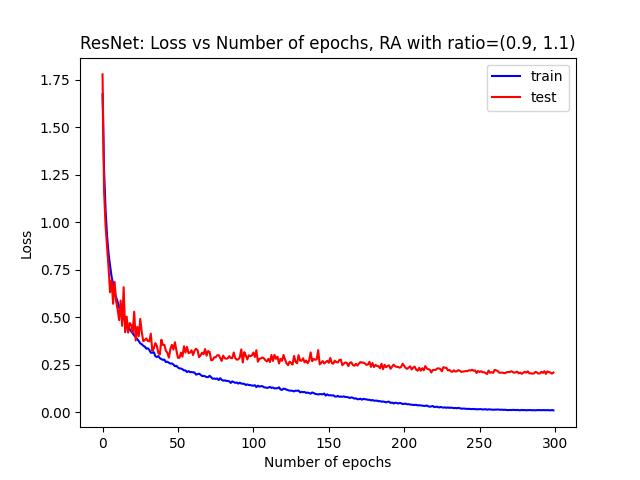 ResNet: Loss vs Number of epochs, RA with ratio=(0.9, 1.1)
train
test
1.75
1.50
1.25
1.00
0.75
0.50
0.25
0.00
Loss
0 50 100 150 200 250 300
Number of epochs